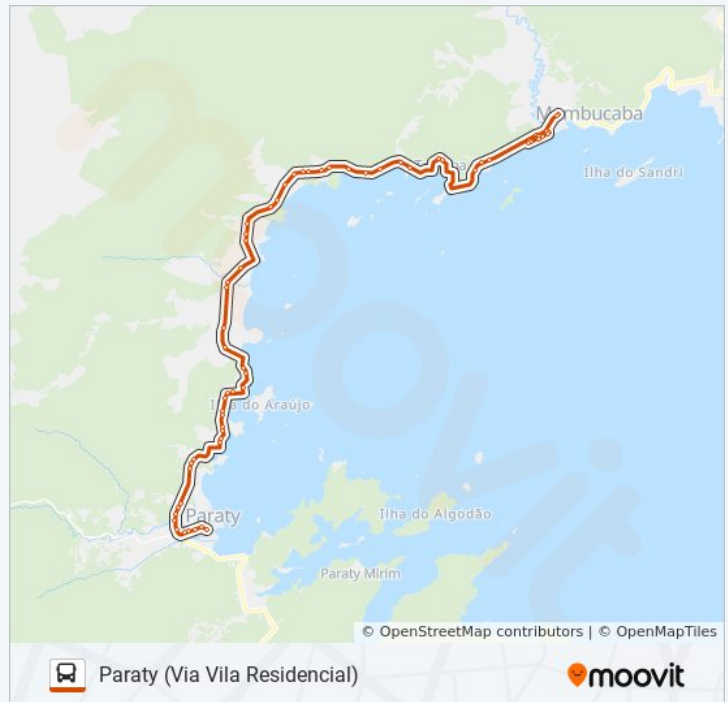 Mambucaba
Ilha do Sandri
Ilha do Araújo
Paraty
Ilha do Algodão
Paraty Mirim
moovit
© OpenStreetMap contributors | © OpenMapTiles
Paraty (Via Vila Residencial)
moovit